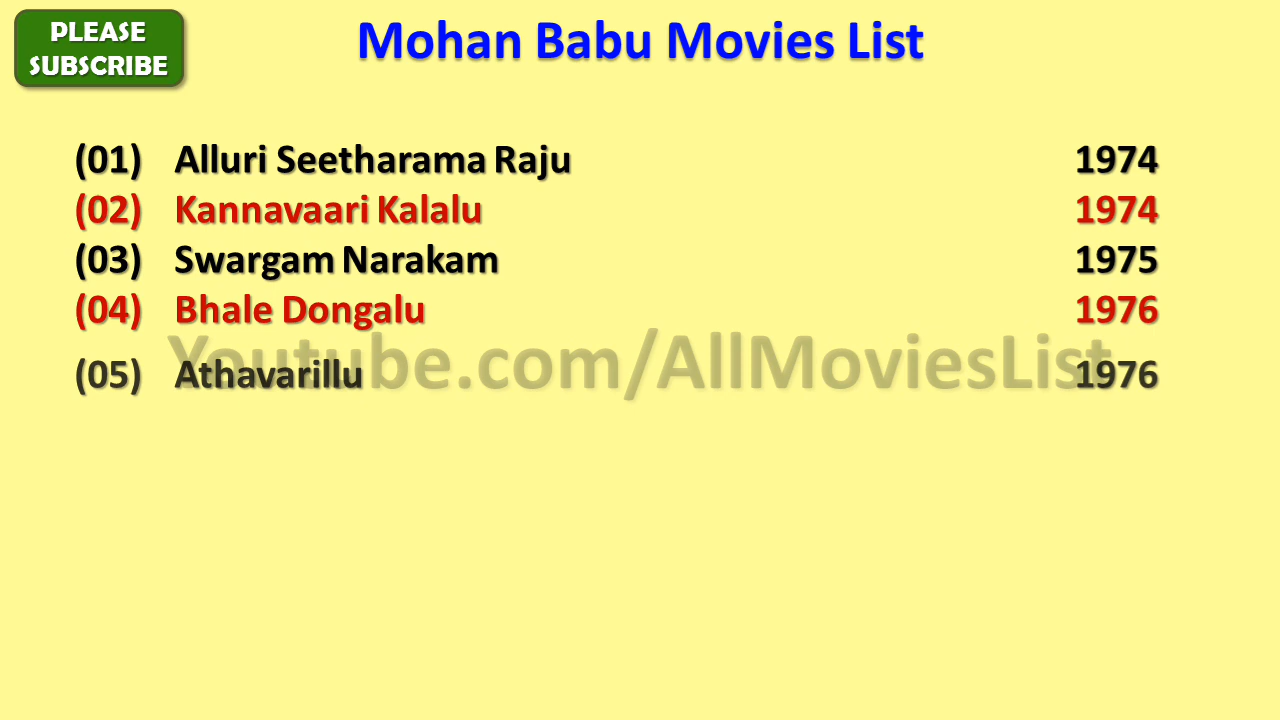 PLEASE
SUBSCRIBE
Mohan Babu Movies List
(01) Alluri Seetharama Raju 1974
(02) Kannavaari Kalalu 1974
(03) Swargam Narakam 1975
(04) Bhale Dongalu 1976
Youtube.com/AllMoviesList
(05) Athavarillu 1976